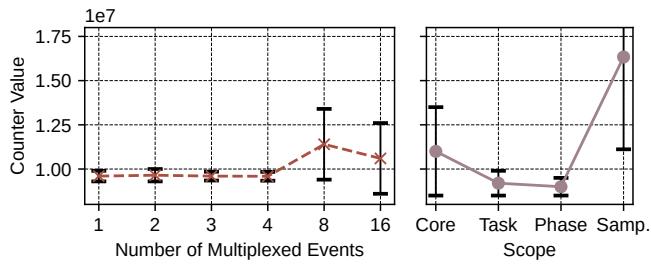 1e7
1.75
1.50
1.25
1.00
Counter Value
1 2 3 4 8 16
Number of Multiplexed Events
Core Task Phase Samp.
Scope